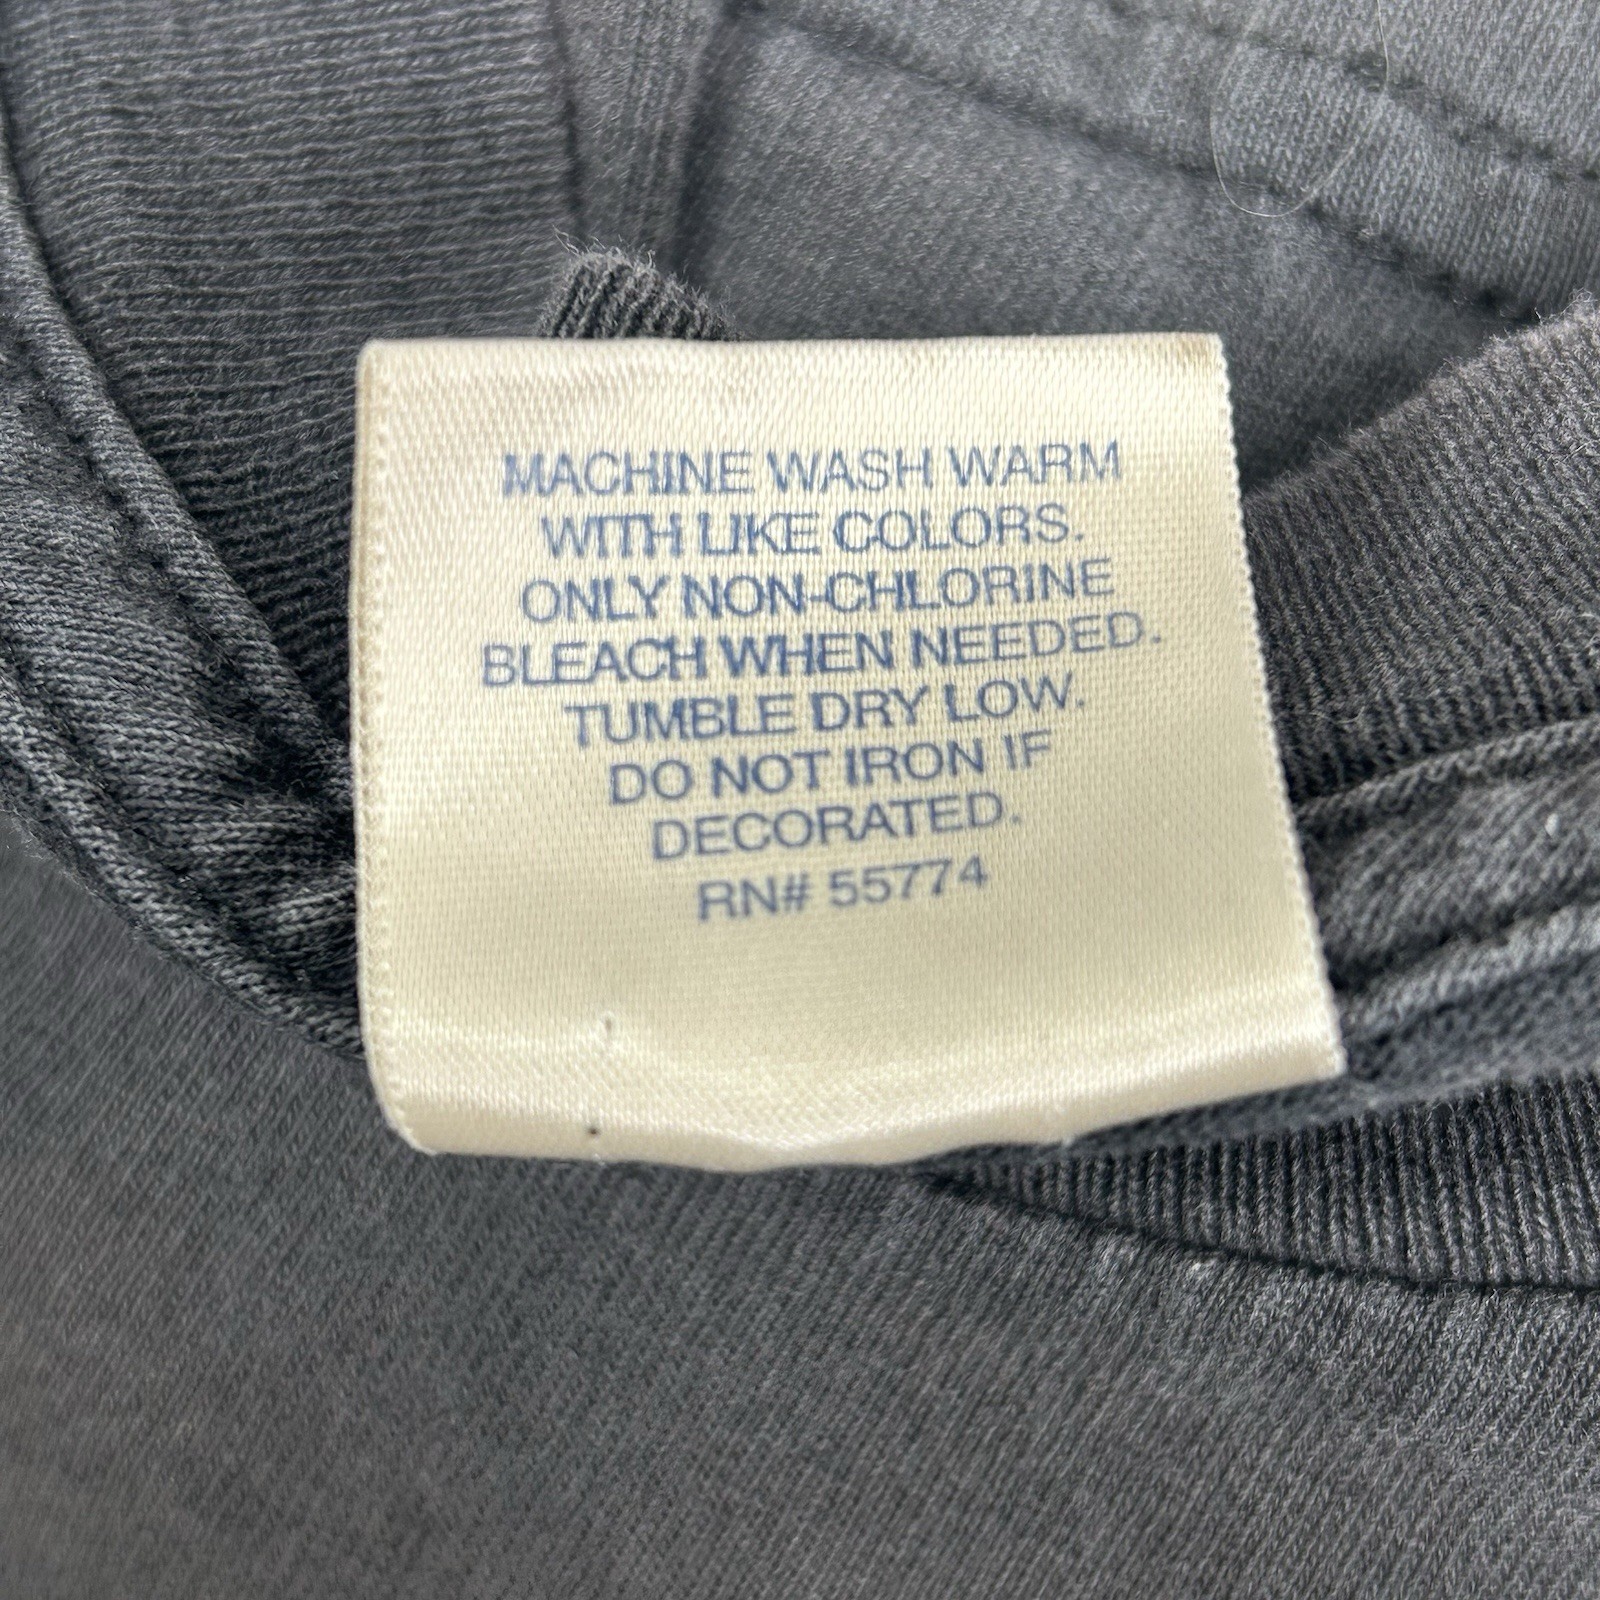 MACHINE WASH WARM
WITH LIKE COLORS.
ONLY NON-CHLORINE
BLEACH WHEN NEEDED.
TUMBLE DRY LOW.
DO NOT IRON IF
DECORATED.
RN# 55774